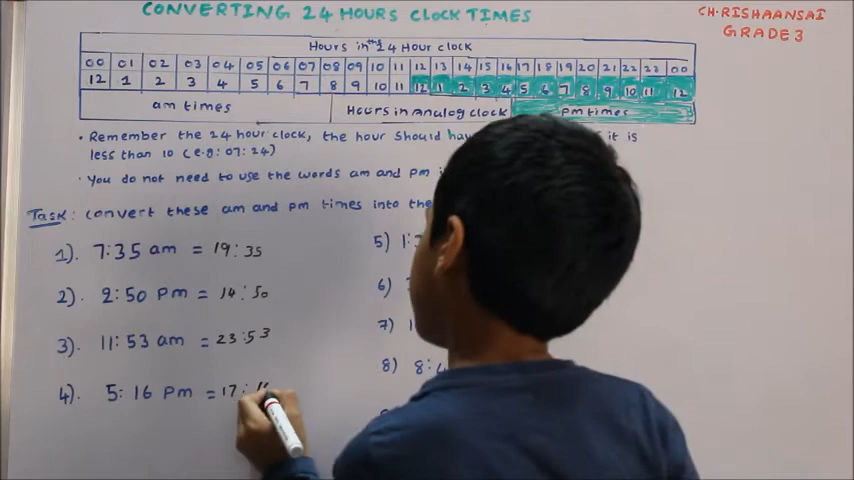 CONVERTING 24 HOURS CLOCK TIMES
CH.RISHAANSAI
GRADE 3
Hours in the 24 Hour clock
00 01 02 03 04 05 06 07 08 09 10 11 12 13 14 15 16 17 18 19 20 21 22 23 00
12 1 2 3 4 5 6 7 8 9 10 11 12 1 2 3 4 5 6 7 8 9 10 11 12
am times Hours in analog clock pm times
• Remember the 24 hour clock, the hour should it is
less than 10 (e.g: 07:24)
• You do not need to use the words am and pm
Task: convert these am and pm times into the
1). 7:35 am = 19:35
2). 2:50 pm = 14:50
3). 11:53 am = 23:53
4). 5:16 pm = 17:
5)
6)
7)
8) 8: